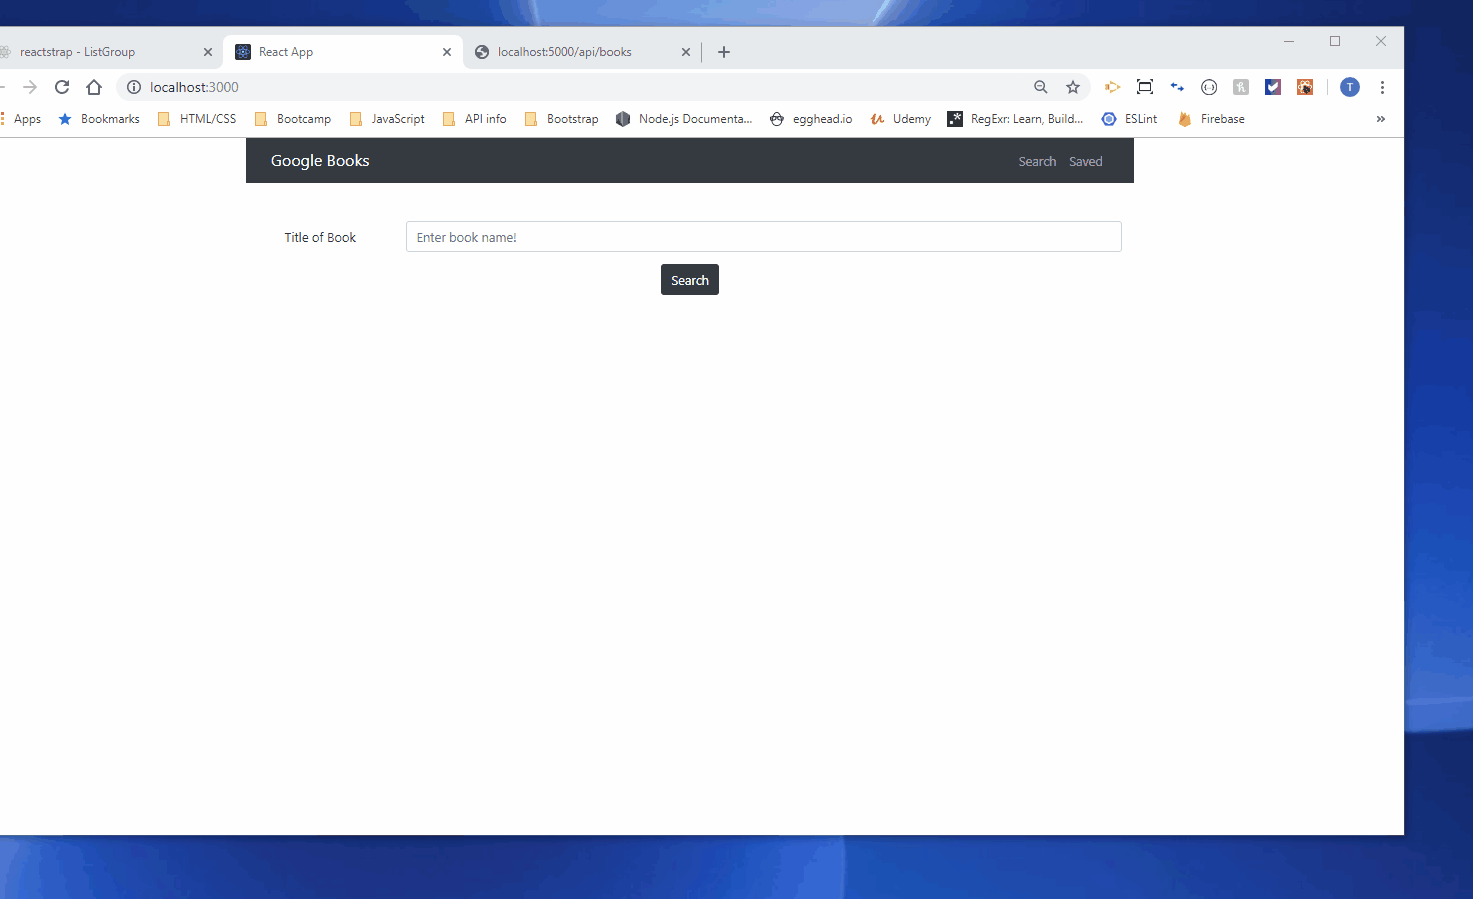 reactstrap - ListGroup
React App
localhost:5000/api/books
localhost:3000
T
Apps Bookmarks HTML/CSS Bootcamp JavaScript API info Bootstrap Node.js Documenta... egghead.io Udemy RegExr: Learn, Build... ESLint Firebase »
Google Books Search Saved
Title of Book Enter book name!
Search